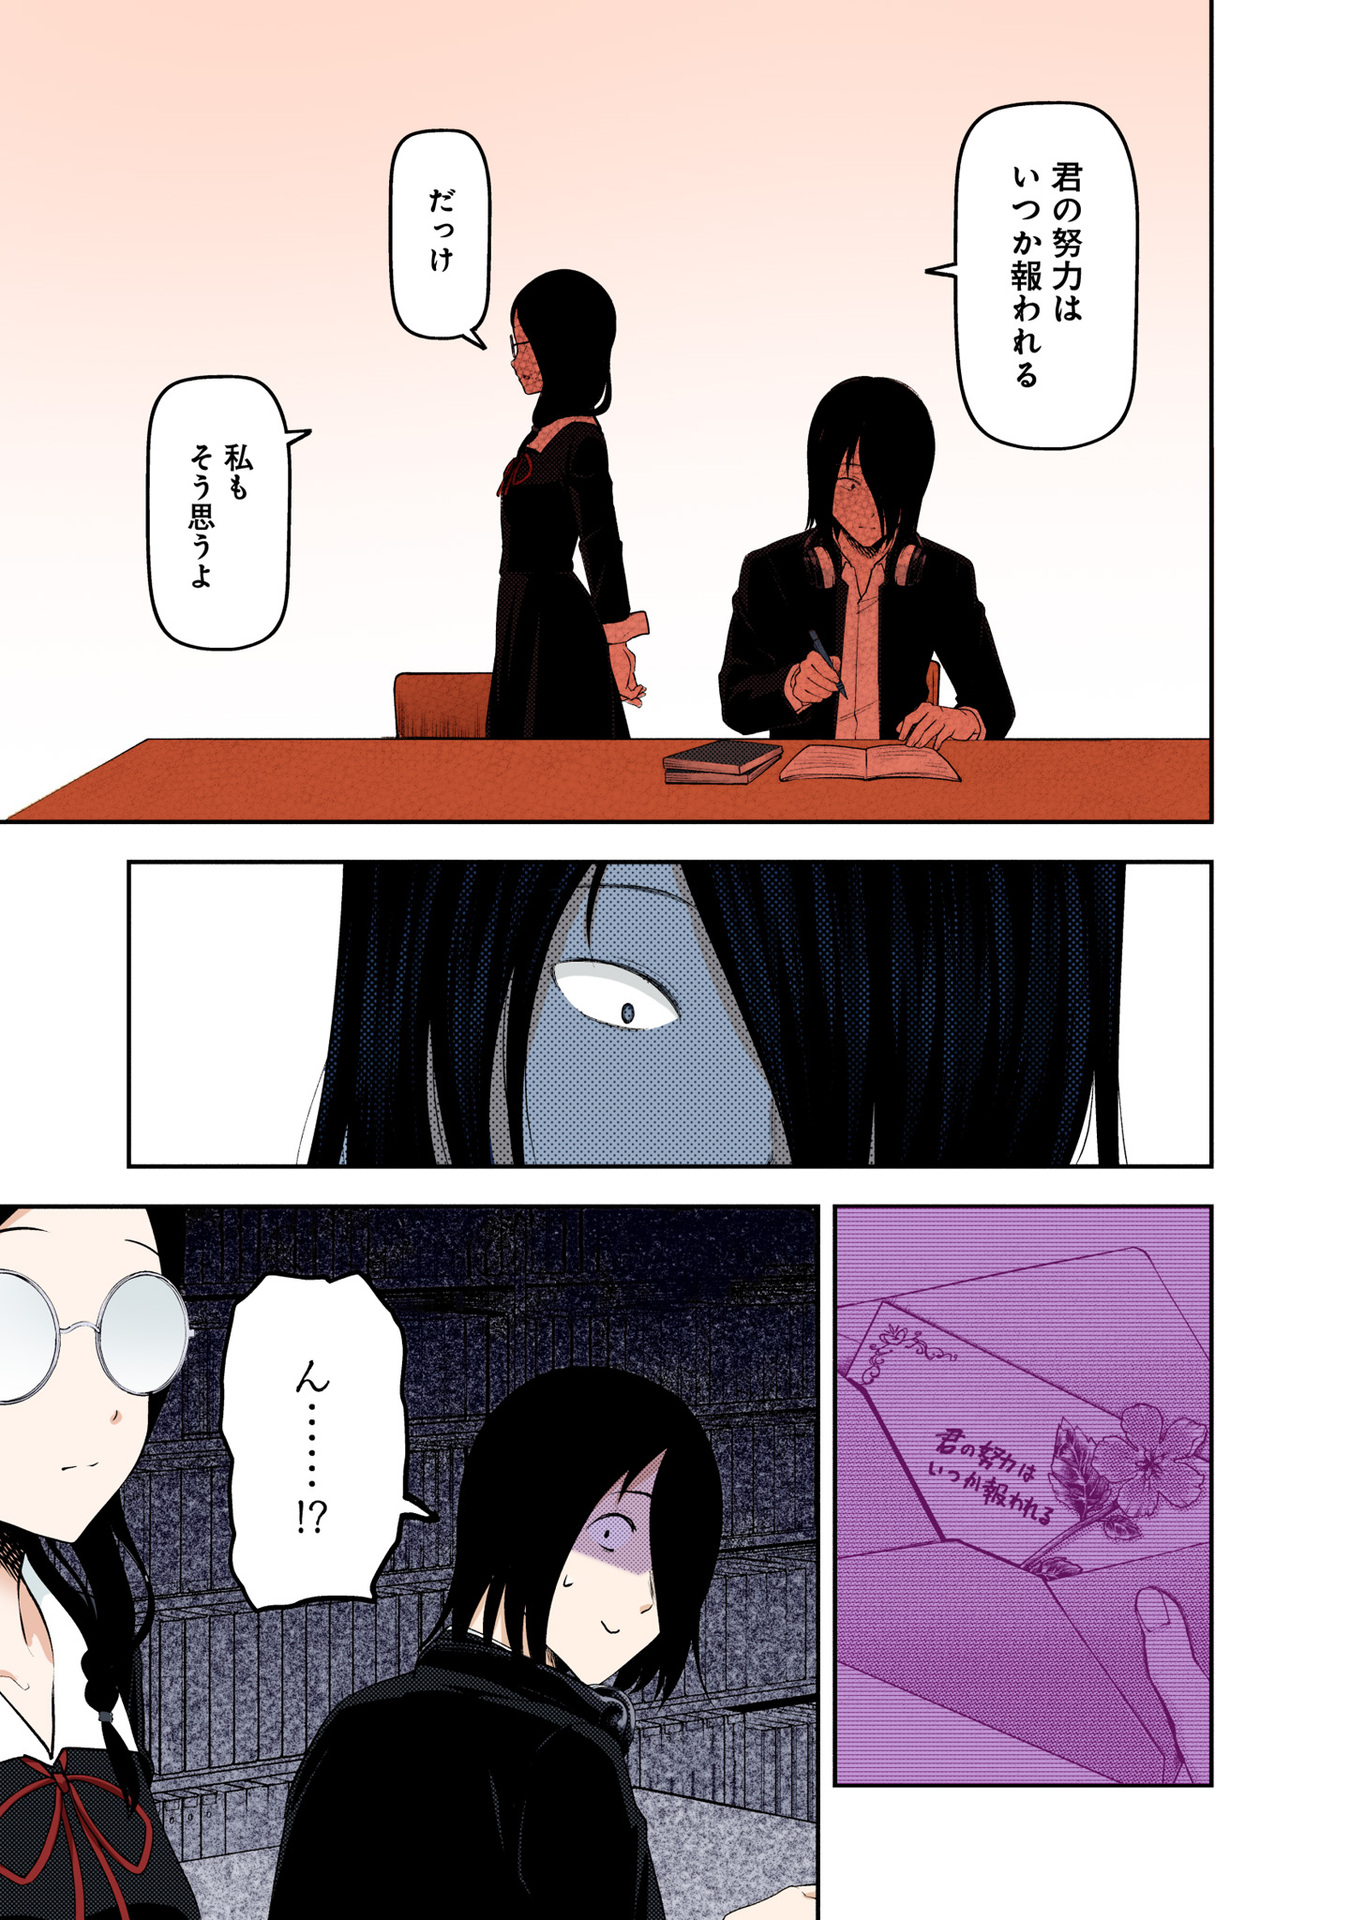 君の努力は
いつか報われる
だっけ
私も
そう思うよ
君の努力は
いつか報われる
ん………!?